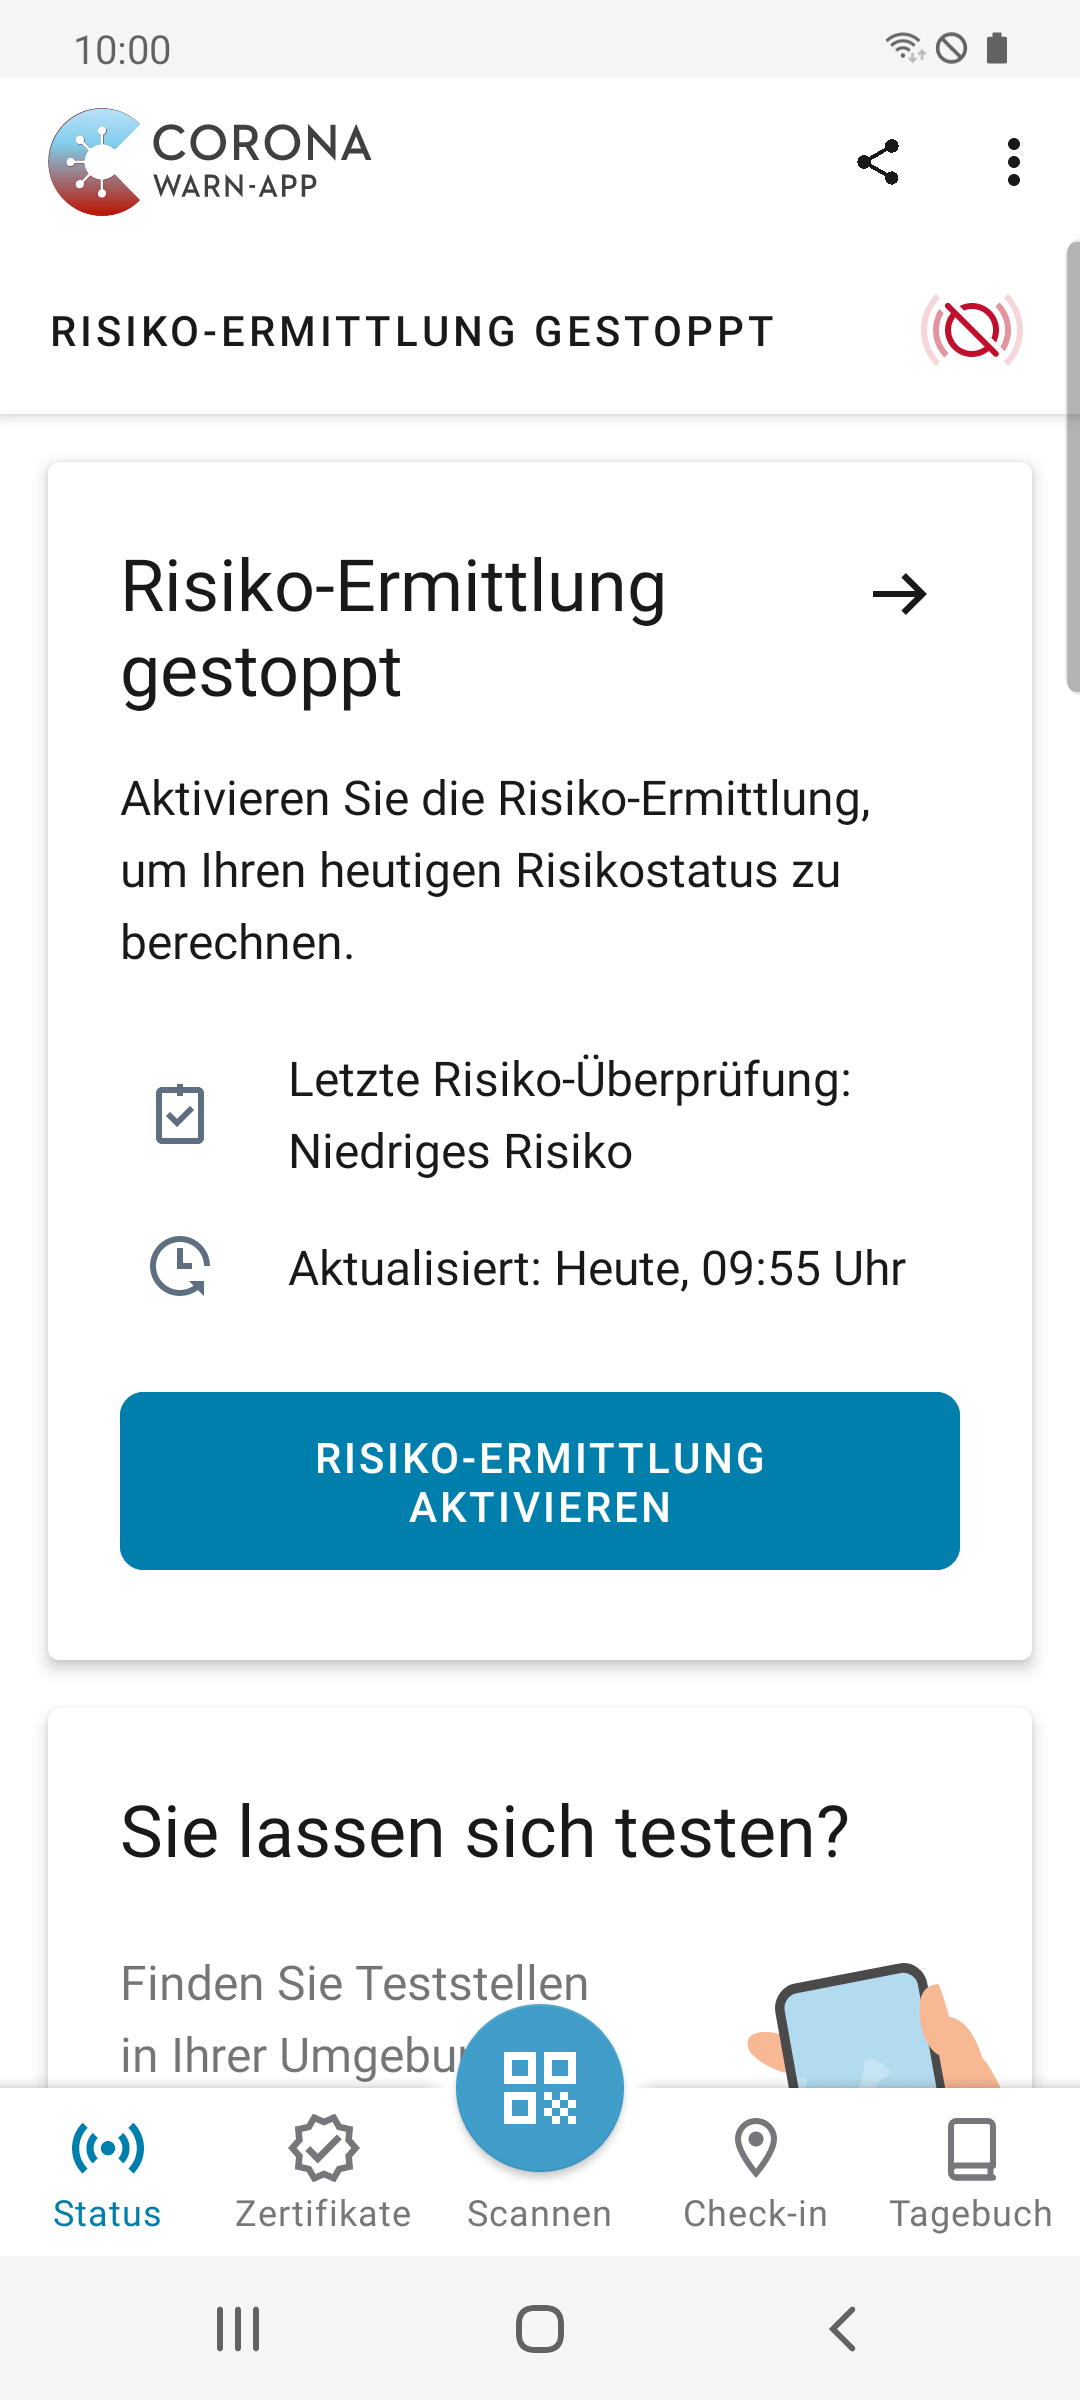 10:00
CORONA
WARN-APP
RISIKO-ERMITTLUNG GESTOPPT
Risiko-Ermittlung
gestoppt
Aktivieren Sie die Risiko-Ermittlung,
um Ihren heutigen Risikostatus zu
berechnen.
Letzte Risiko-Überprüfung:
Niedriges Risiko
Aktualisiert: Heute, 09:55 Uhr
RISIKO-ERMITTLUNG
AKTIVIEREN
Sie lassen sich testen?
Finden Sie Teststellen
in Ihrer
Status
Zertifikate
Scannen
Check-in
Tagebuch